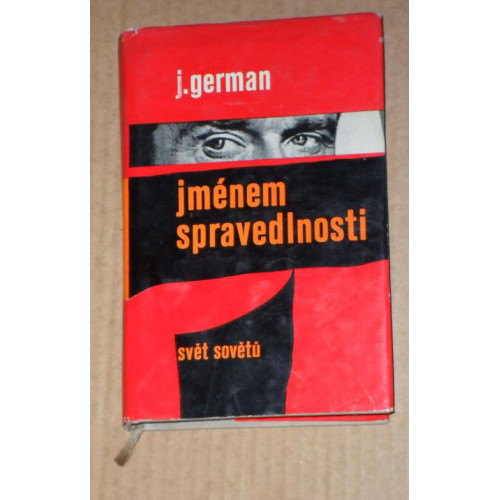 j.german
jménem
spravedlnosti
svět sovětů